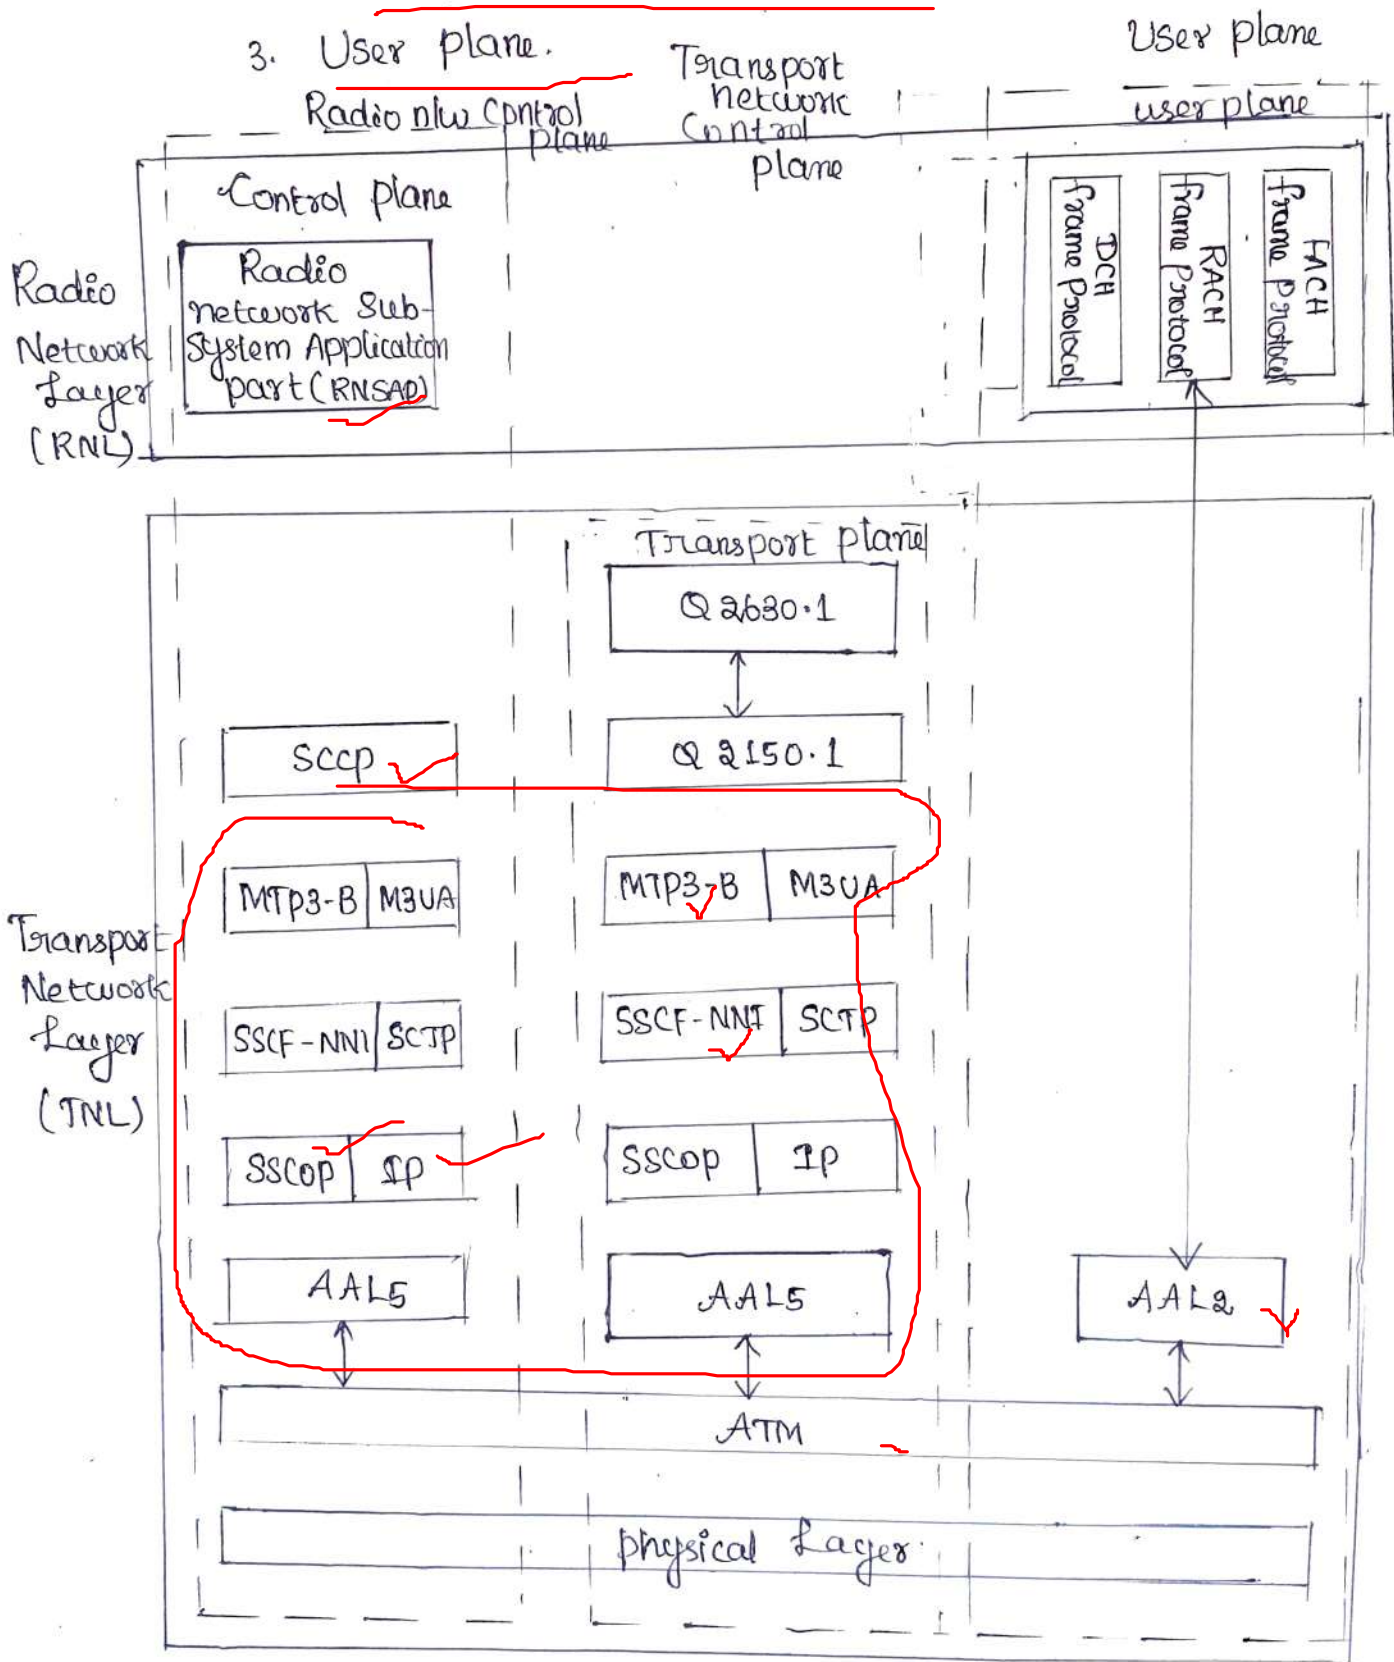 3. User plane.
User plane
Radio n/w Control
plane
Transport
network
Control
plane
user plane
Control plane
Radio
network Sub-
System Application
part (RNSAP)
DCH
frame Protocol
RACH
frame Protocol
FACH
frame Protocol
Radio
Network
Layer
(RNL)
Transport plane
Q 2630.1
SCCP
Q 2150.1
MTP3-B
M3UA
MTP3-B
M3UA
Transport
Network
Layer
(TNL)
SSCF-NNI
SCTP
SSCF-NNI
SCTP
SSCOP
IP
SSCOP
IP
AAL5
AAL5
AAL2
ATM
physical Layer